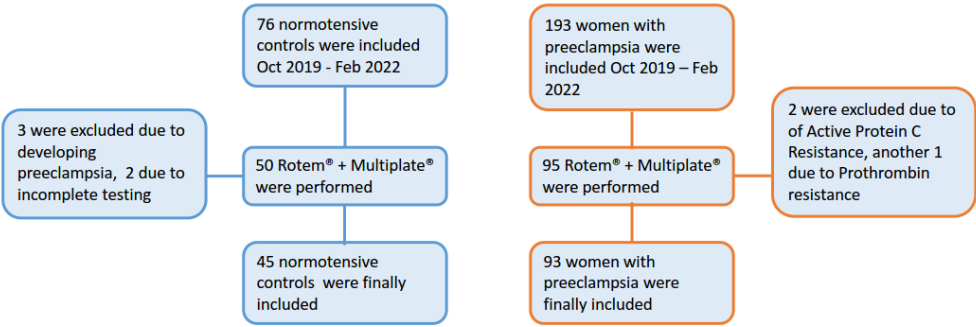 76 normotensive
controls were included
Oct 2019 - Feb 2022
193 women with
preeclampsia were
included Oct 2019 – Feb
2022
3 were excluded due to
developing
preeclampsia, 2 due to
incomplete testing
50 Rotem® + Multiplate®
were performed
95 Rotem® + Multiplate®
were performed
2 were excluded due to
of Active Protein C
Resistance, another 1
due to Prothrombin
resistance
45 normotensive
controls were finally
included
93 women with
preeclampsia were
finally included